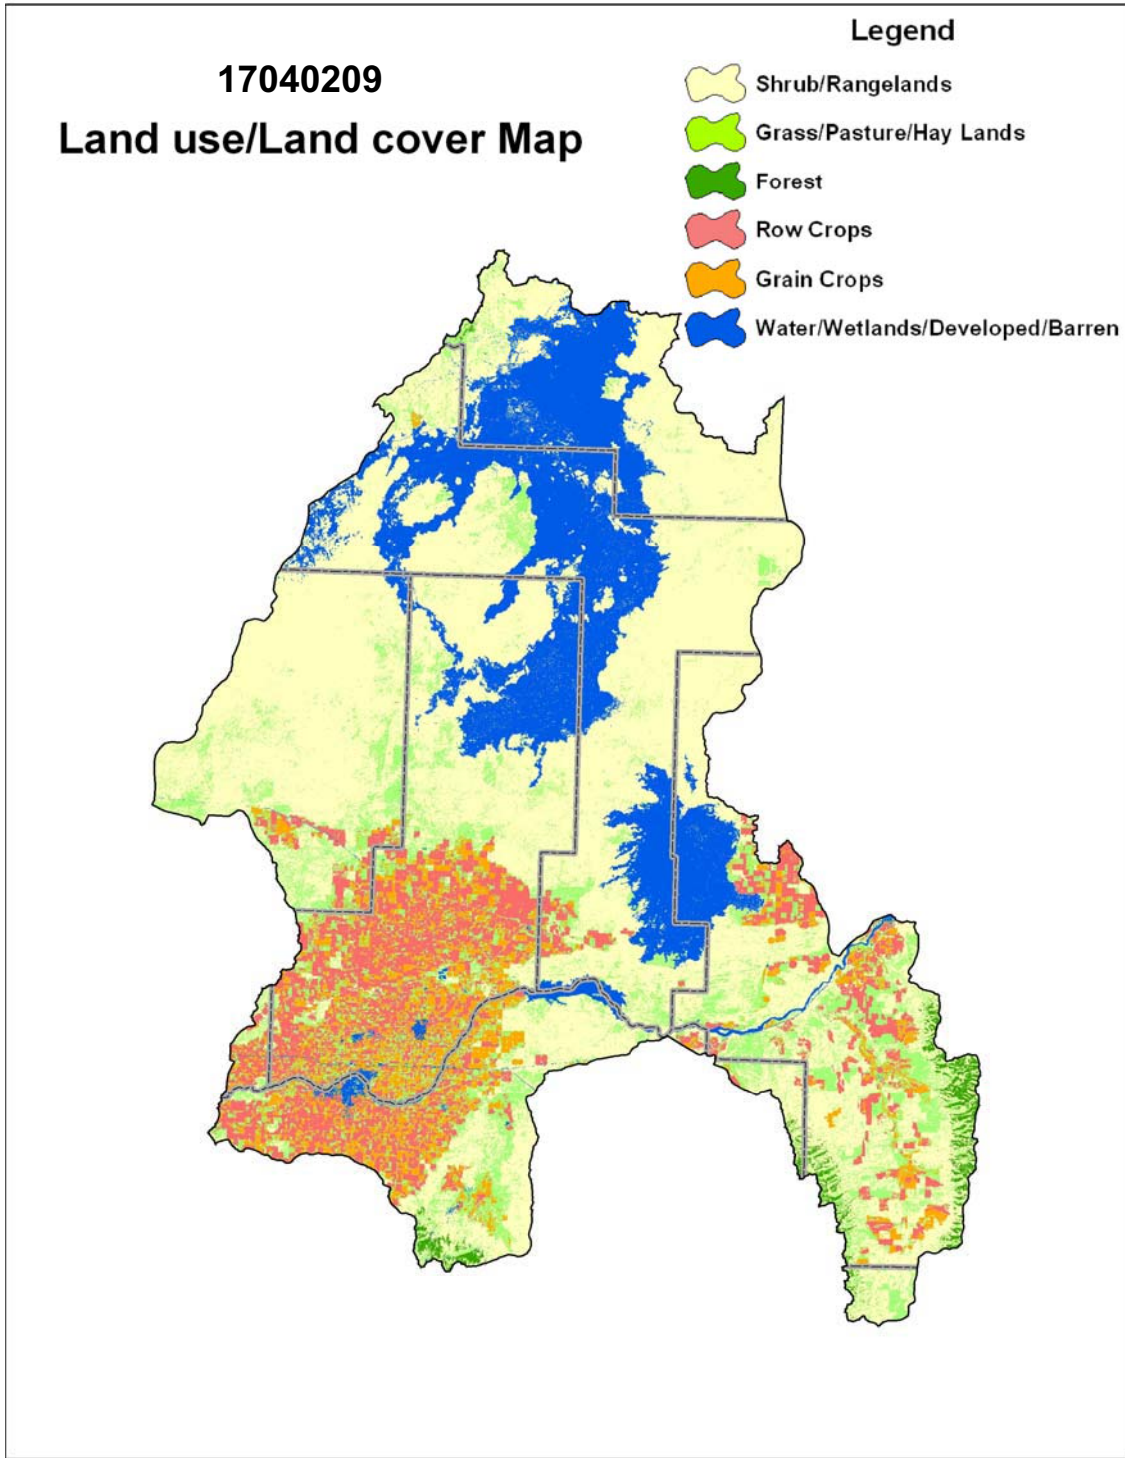 17040209
Land use/Land cover Map
Legend
Shrub/Rangelands
Grass/Pasture/Hay Lands
Forest
Row Crops
Grain Crops
Water/Wetlands/Developed/Barren